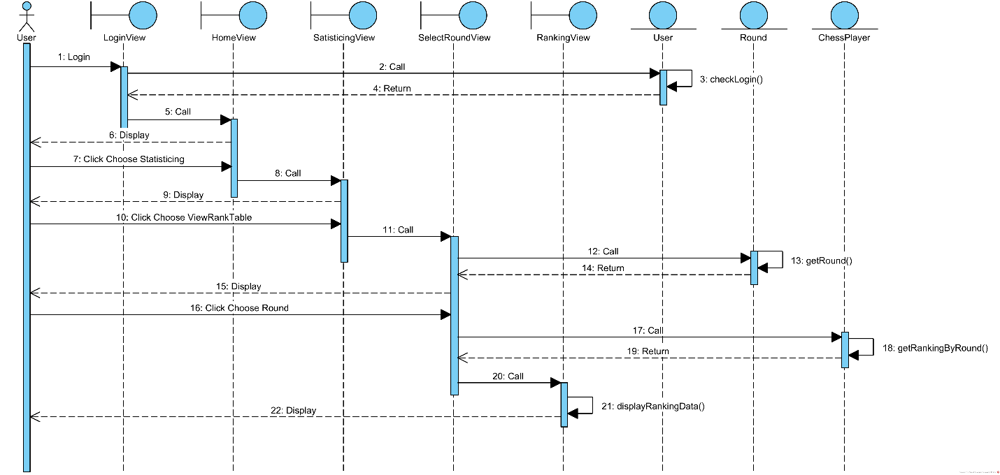 User
LoginView
HomeView
SatisticingView
SelectRoundView
RankingView
User
Round
ChessPlayer
1: Login
2: Call
3: checkLogin()
4: Return
5: Call
6: Display
7: Click Choose Statisticing
8: Call
9: Display
10: Click Choose ViewRankTable
11: Call
12: Call
13: getRound()
14: Return
15: Display
16: Click Choose Round
17: Call
18: getRankingByRound()
19: Return
20: Call
21: displayRankingData()
22: Display